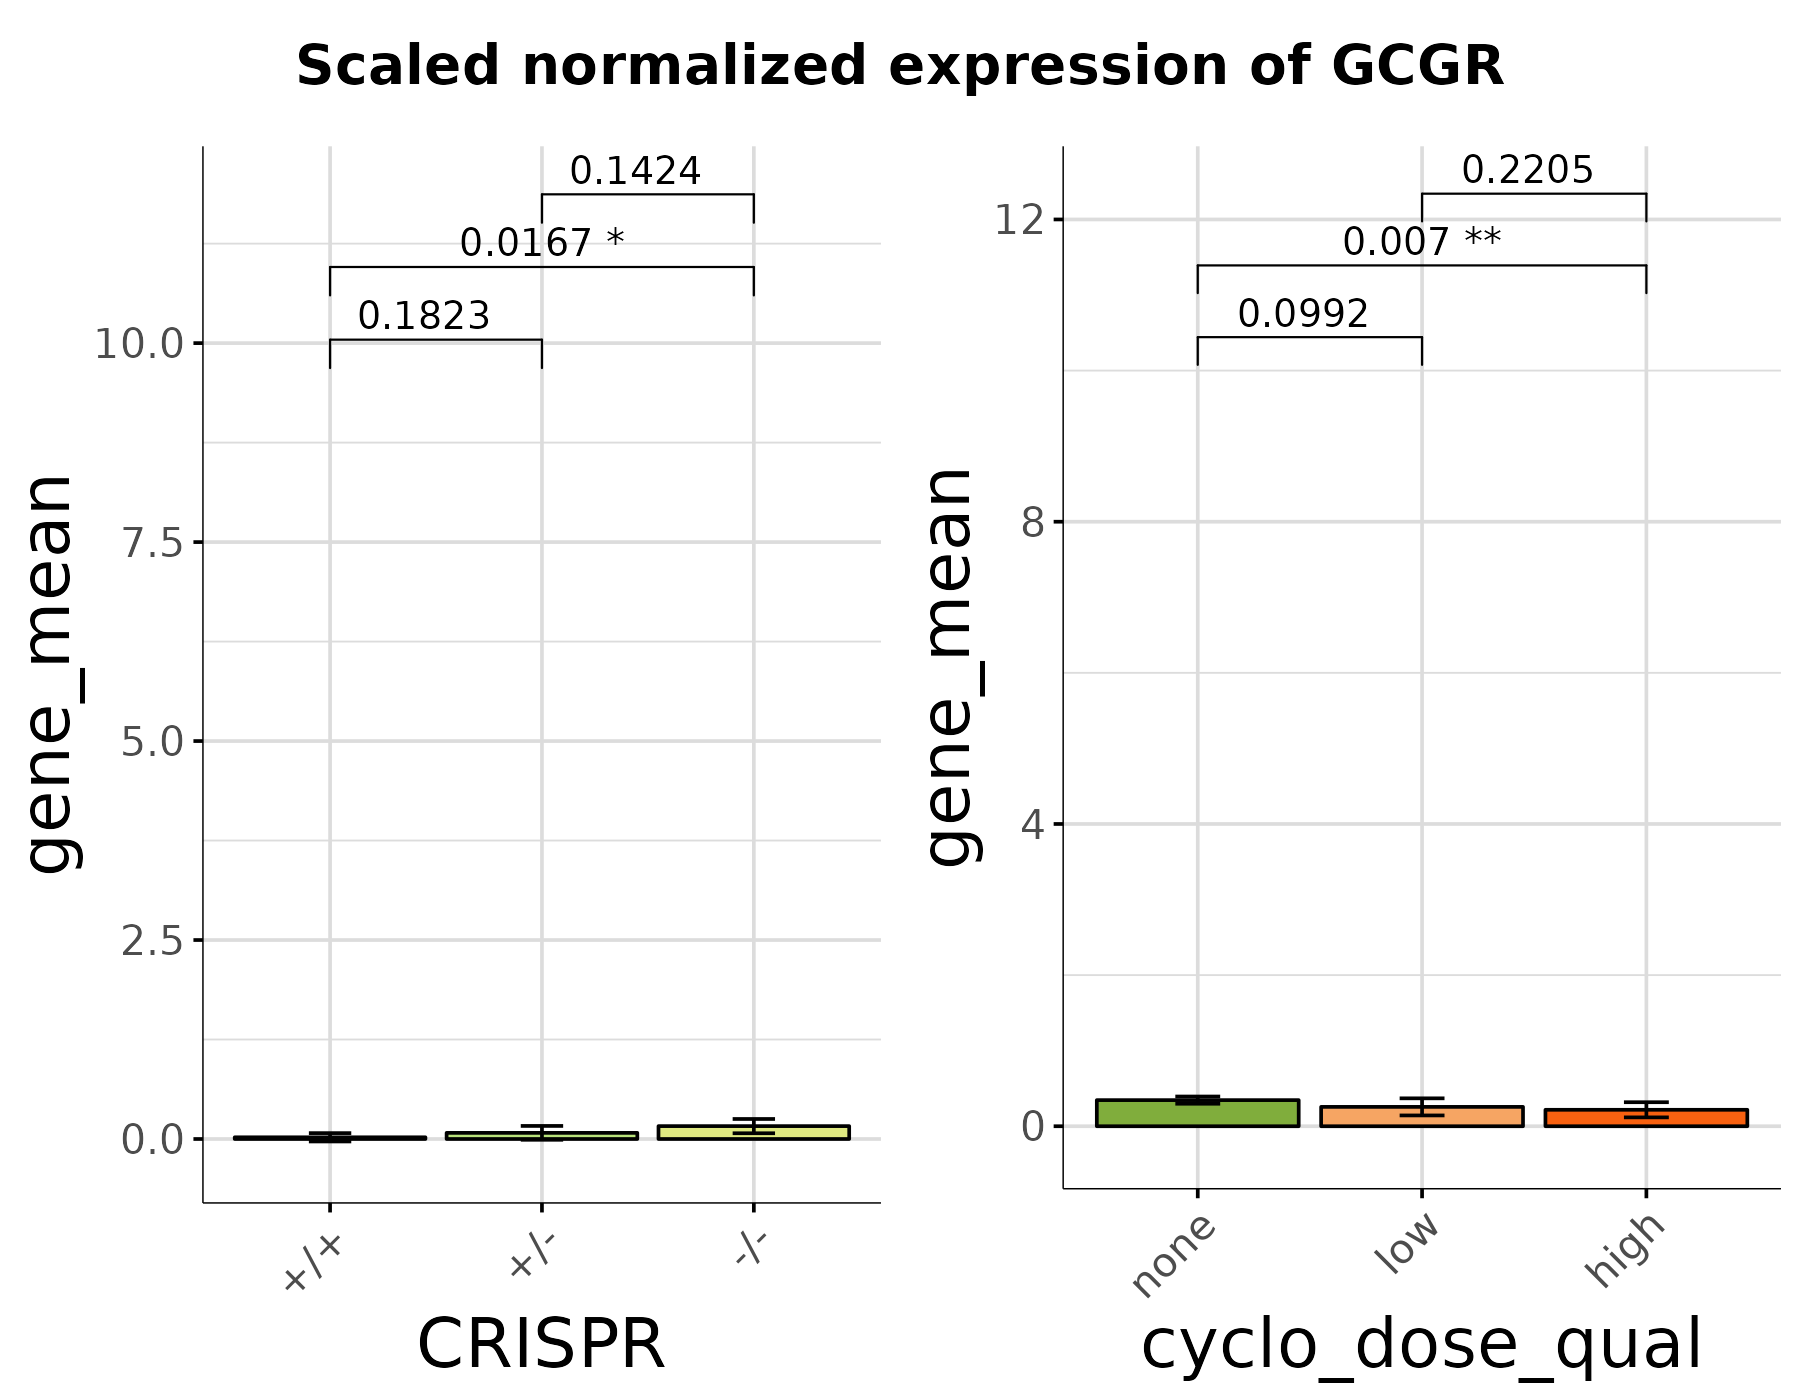 Scaled normalized expression of GCGR
gene_mean
10.0
7.5
5.0
2.5
0.0
0.1424
0.0167 *
0.1823
+/+
+/-
-/-
CRISPR
gene_mean
12
8
4
0
0.2205
0.007 **
0.0992
none
low
high
cyclo_dose_qual